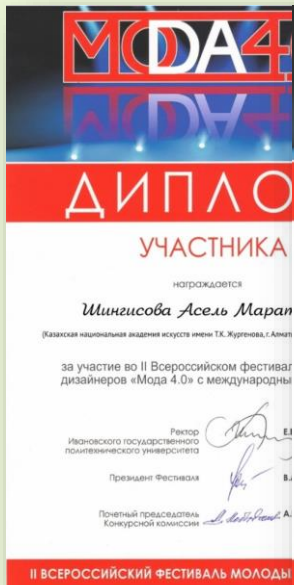 МОДА4
ДИПЛО
УЧАСТНИКА
награждается
Шингисова Асель Марат
(Казахская национальная академия искусств имени Т.К. Жургенова, г. Алмат
за участие во II Всероссийском фестивал
дизайнеров «Мода 4.0» с международны
Ректор
Ивановского государственного
политехнического университета
Президент Фестиваля
В.
Почетный председатель
Конкурсной комиссии
А.
II ВСЕРОССИЙСКИЙ ФЕСТИВАЛЬ МОЛОДЫ